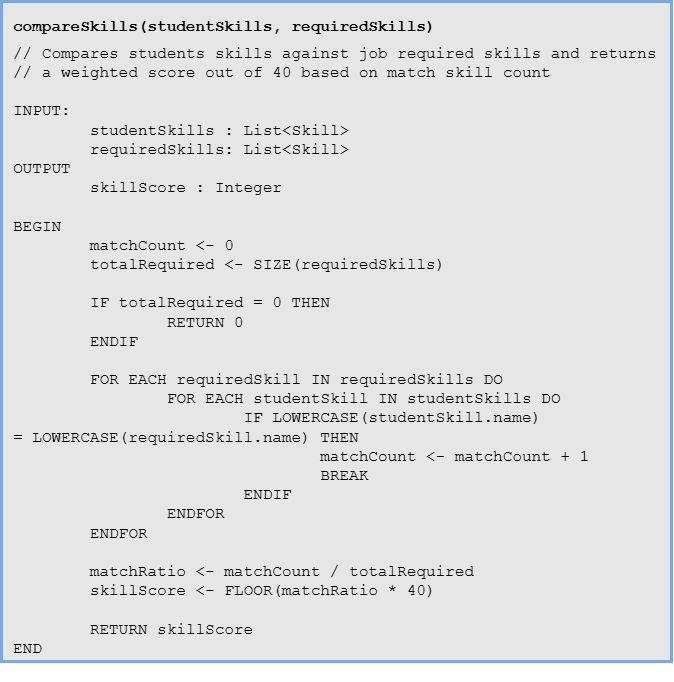 compareSkills(studentSkills, requiredSkills)
// Compares students skills against job required skills and returns
// a weighted score out of 40 based on match skill count
INPUT:
studentSkills : List<Skill>
requiredSkills: List<Skill>
OUTPUT
skillScore : Integer
BEGIN
matchCount <- 0
totalRequired <- SIZE(requiredSkills)
IF totalRequired = 0 THEN
RETURN 0
ENDIF
FOR EACH requiredSkill IN requiredSkills DO
FOR EACH studentSkill IN studentSkills DO
IF LOWERCASE(studentSkill.name)
= LOWERCASE(requiredSkill.name) THEN
matchCount <- matchCount + 1
BREAK
ENDIF
ENDFOR
ENDFOR
matchRatio <- matchCount / totalRequired
skillScore <- FLOOR(matchRatio * 40)
RETURN skillScore
END